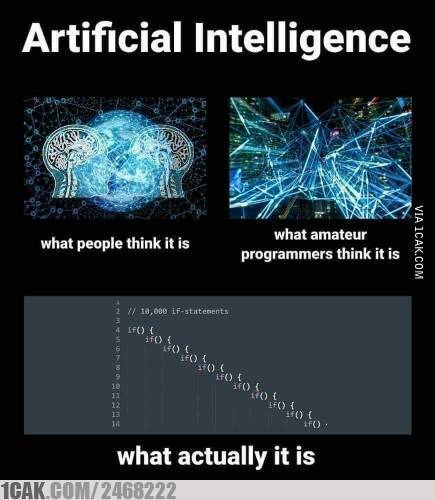 Artificial Intelligence
what people think it is
what amateur
programmers think it is
VIA 1CAK.COM
1
2 // 10,000 if-statements
3
4 if() {
5 if() {
6 if() {
7 if() {
8 if() {
9 if() {
10 if() {
11 if() {
12 if() {
13 if() {
14 if() .
what actually it is
1CAK.COM/2468222